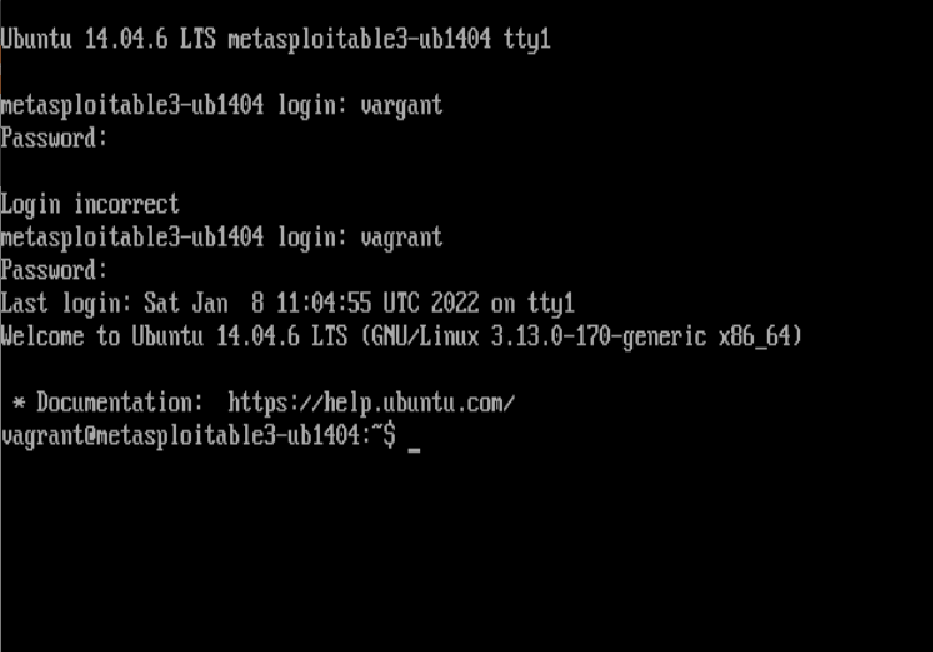 Ubuntu 14.04.6 LTS metasploitable3-ub1404 tty1
metasploitable3-ub1404 login: vargant
Password:
Login incorrect
metasploitable3-ub1404 login: vagrant
Password:
Last login: Sat Jan  8 11:04:55 UTC 2022 on tty1
Welcome to Ubuntu 14.04.6 LTS (GNU/Linux 3.13.0-170-generic x86_64)
 * Documentation:  https://help.ubuntu.com/
vagrant@metasploitable3-ub1404:~$ _